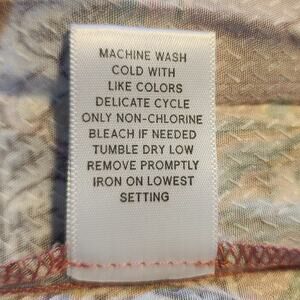 MACHINE WASH
COLD WITH
LIKE COLORS
DELICATE CYCLE
ONLY NON-CHLORINE
BLEACH IF NEEDED
TUMBLE DRY LOW
REMOVE PROMPTLY
IRON ON LOWEST
SETTING